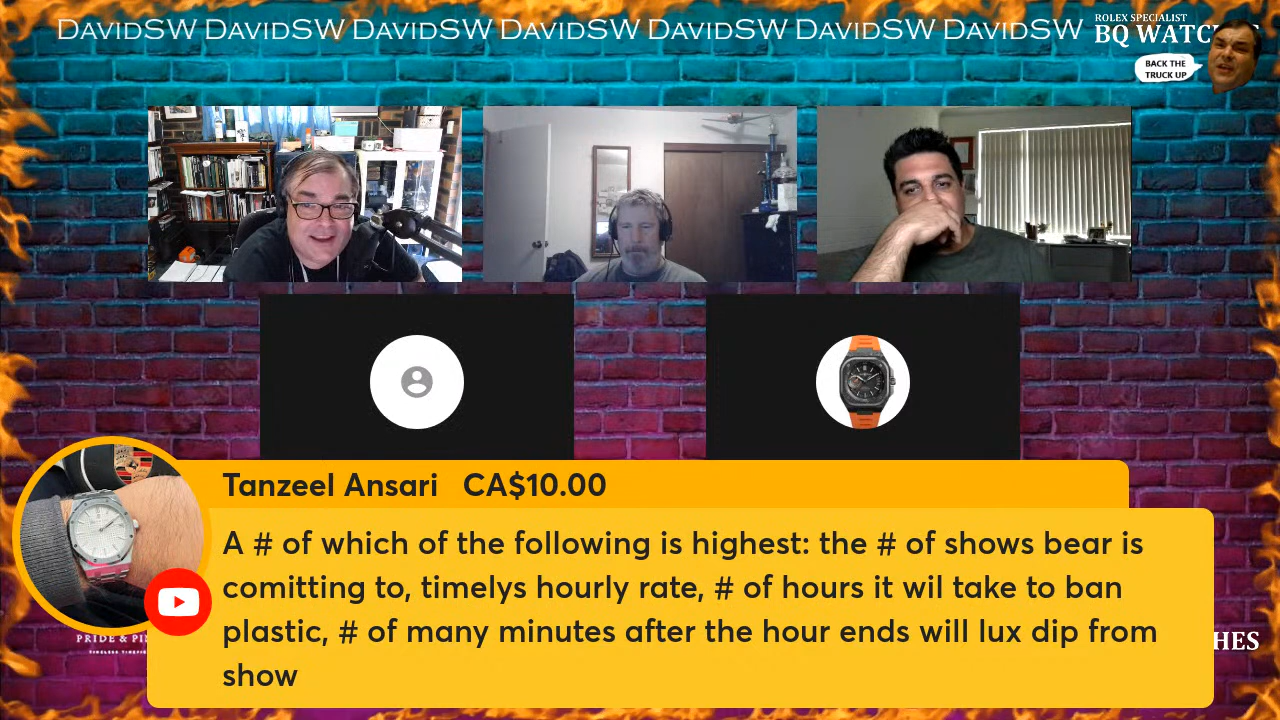 DAVIDSW DAVIDSW DAVIDSW DAVIDSW DAVIDSW DAVIDSW DAVIDSW
ROLEX SPECIALIST
BQ WATC
BACK THE
TRUCK UP
Tanzeel Ansari CA$10.00
A # of which of the following is highest: the # of shows bear is
comitting to, timelys hourly rate, # of hours it wil take to ban
plastic, # of many minutes after the hour ends will lux dip from
show
PRIDE & PIN
HES